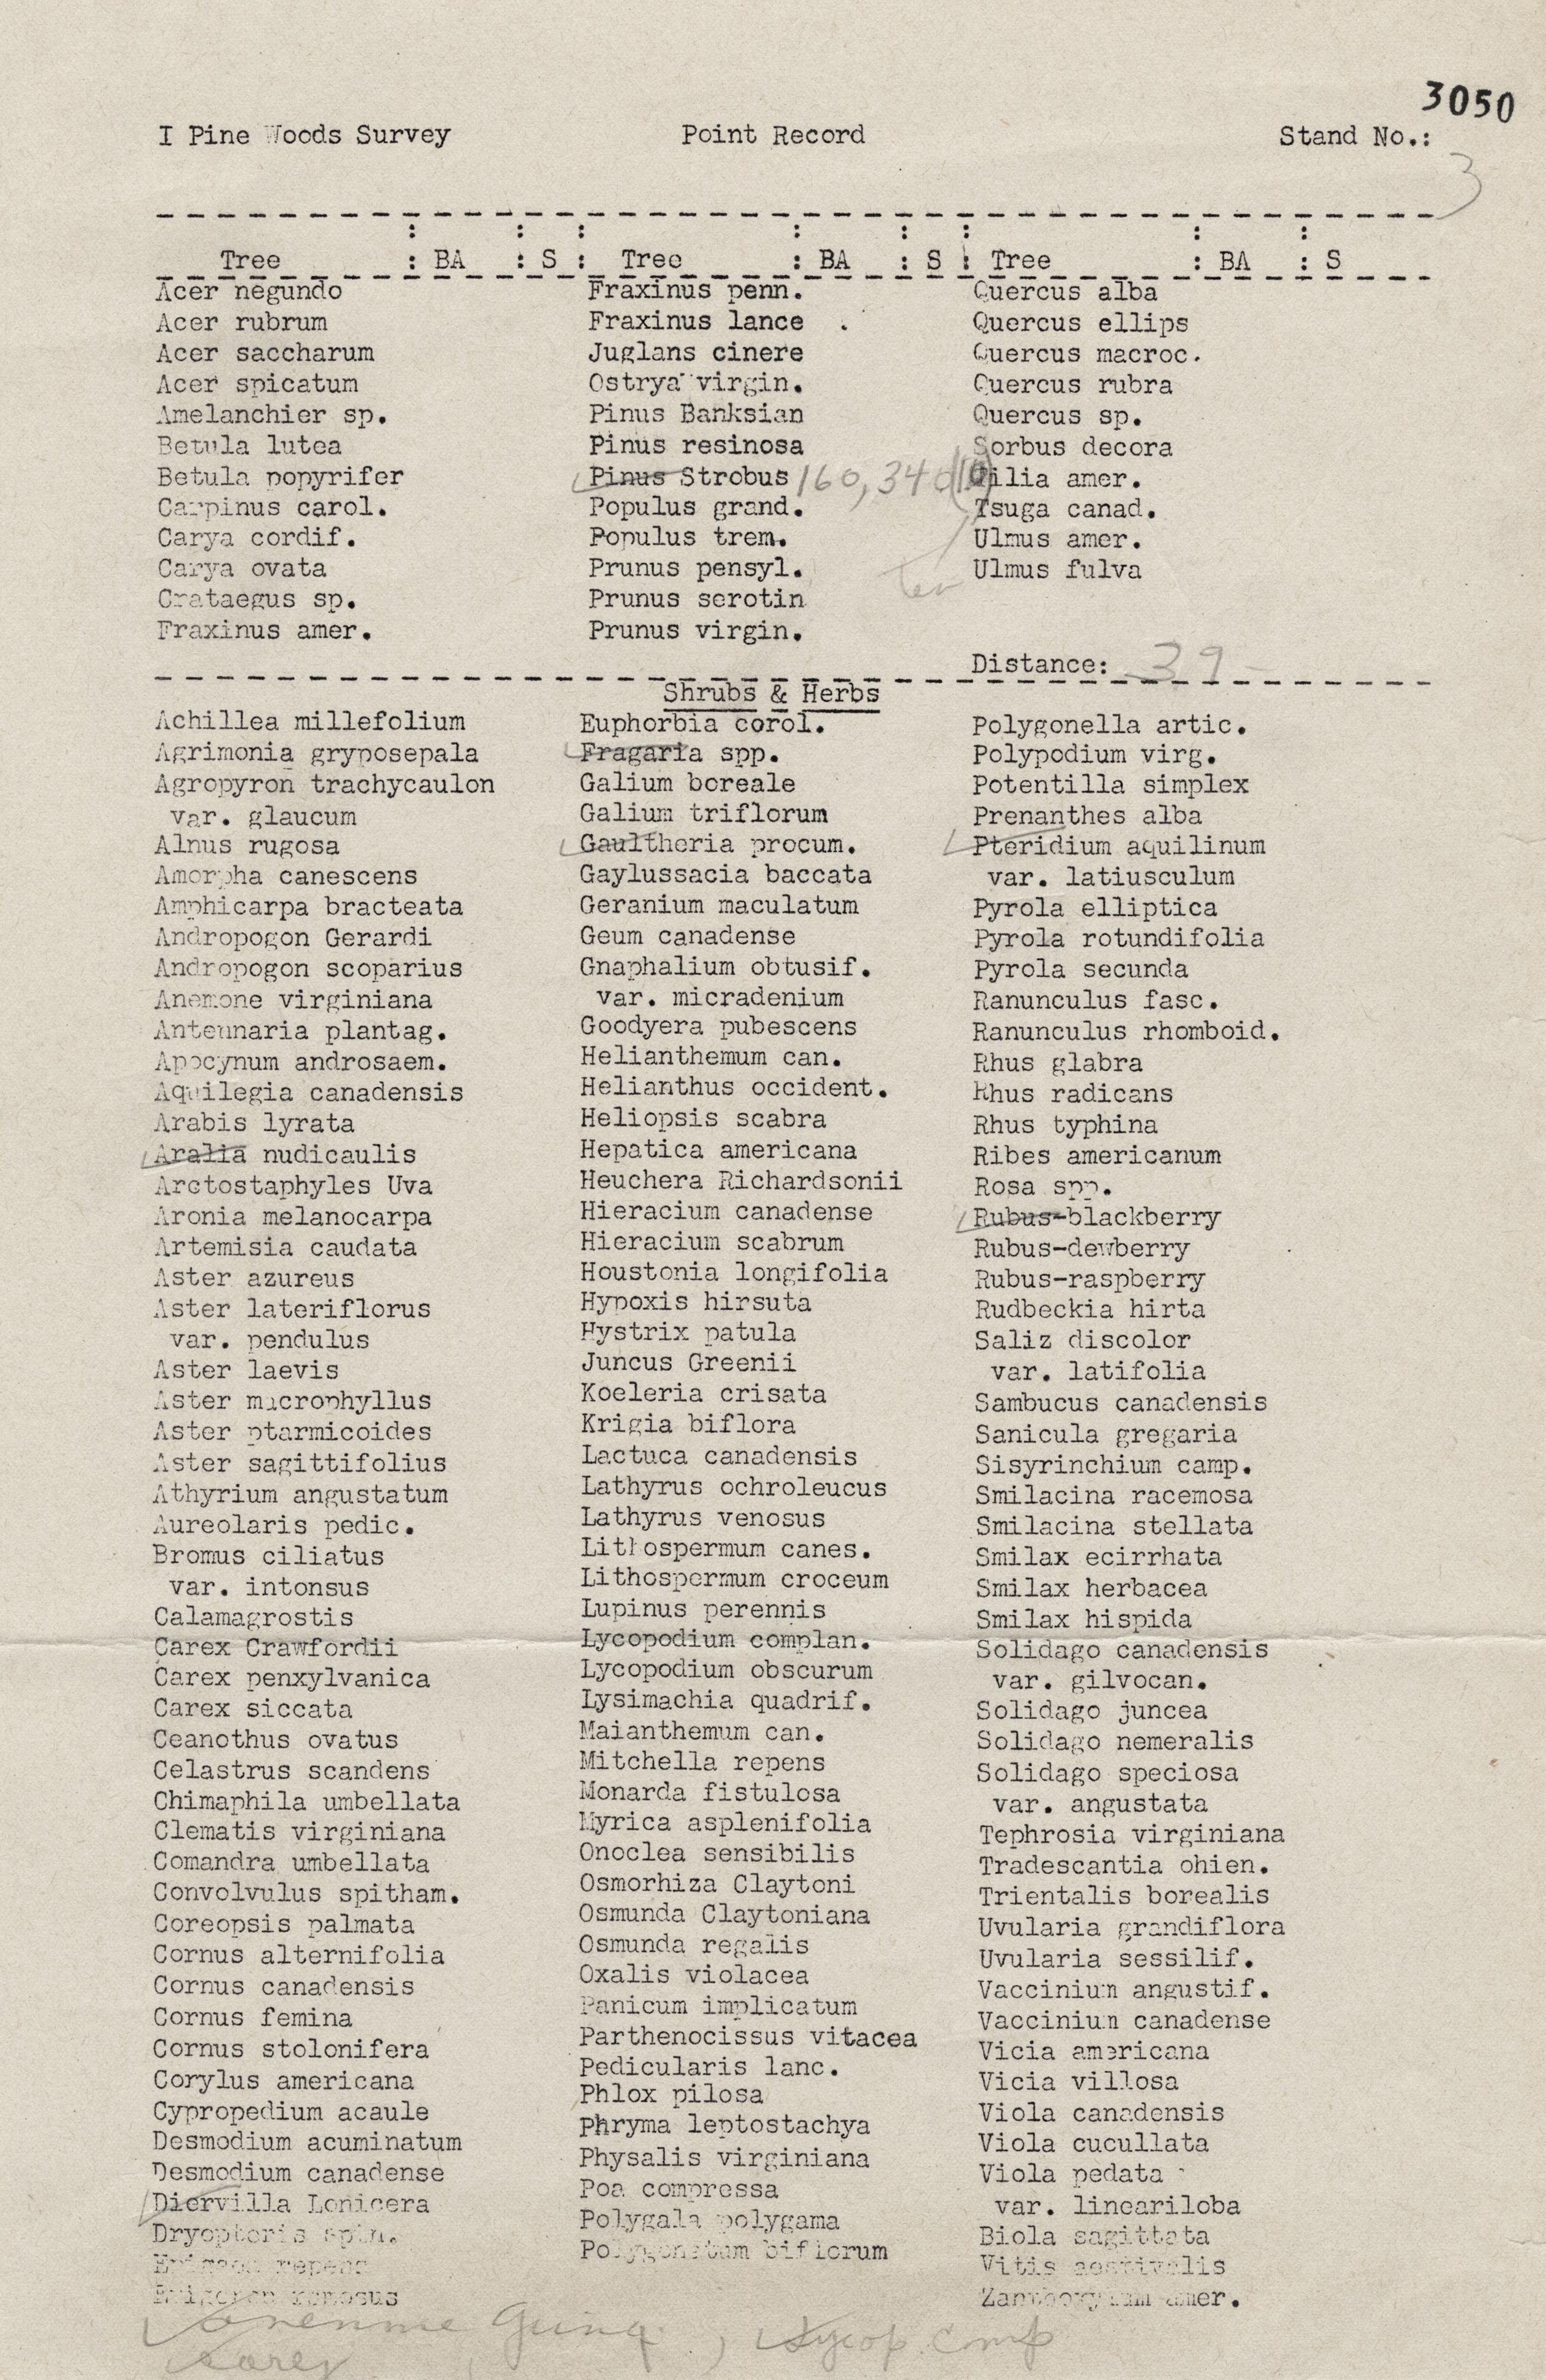 3050
I Pine Woods Survey Point Record Stand No.:
3
Tree : BA : S : Tree : BA : S : Tree : BA : S
Acer negundo
Acer rubrum
Acer saccharum
Acer spicatum
Amelanchier sp.
Betula lutea
Betula popyrifer
Carpinus carol.
Carya cordif.
Carya ovata
Crataegus sp.
Fraxinus amer.
Fraxinus penn.
Fraxinus lance .
Juglans cinere
Ostrya virgin.
Pinus Banksian
Pinus resinosa
Pinus Strobus 160, 340
Populus grand.
Populus trem.
Prunus pensyl.
Prunus serotin
Prunus virgin.
Quercus alba
Quercus ellips
Quercus macroc.
Quercus rubra
Quercus sp.
Sorbus decora
Tilia amer.
Tsuga canad.
Ulmus amer.
Ulmus fulva
Distance: 39
Shrubs & Herbs
Achillea millefolium
Agrimonia gryposepala
Agropyron trachycaulon
var. glaucum
Alnus rugosa
Amorpha canescens
Amphicarpa bracteata
Andropogon Gerardi
Andropogon scoparius
Anemone virginiana
Antennaria plantag.
Apocynum androsaem.
Aquilegia canadensis
Arabis lyrata
Aralia nudicaulis
Arctostaphyles Uva
Aronia melanocarpa
Artemisia caudata
Aster azureus
Aster lateriflorus
var. pendulus
Aster laevis
Aster macrophyllus
Aster ptarmicoides
Aster sagittifolius
Athyrium angustatum
Aureolaris pedic.
Bromus ciliatus
var. intonsus
Calamagrostis
Carex Crawfordii
Carex penxylvanica
Carex siccata
Ceanothus ovatus
Celastrus scandens
Chimaphila umbellata
Clematis virginiana
Comandra umbellata
Convolvulus spitham.
Coreopsis palmata
Cornus alternifolia
Cornus canadensis
Cornus femina
Cornus stolonifera
Corylus americana
Cypropedium acaule
Desmodium acuminatum
Desmodium canadense
Diervilla Lonicera
Dryopteris spin.
Epigaea repens
Erigeron ramosus
Euphorbia corol.
Fragaria spp.
Galium boreale
Galium triflorum
Gaultheria procum.
Gaylussacia baccata
Geranium maculatum
Geum canadense
Gnaphalium obtusif.
var. micradenium
Goodyera pubescens
Helianthemum can.
Helianthus occident.
Heliopsis scabra
Hepatica americana
Heuchera Richardsonii
Hieracium canadense
Hieracium scabrum
Houstonia longifolia
Hypoxis hirsuta
Hystrix patula
Juncus Greenii
Koeleria crisata
Krigia biflora
Lactuca canadensis
Lathyrus ochroleucus
Lathyrus venosus
Lithospermum canes.
Lithospermum croceum
Lupinus perennis
Lycopodium complan.
Lycopodium obscurum
Lysimachia quadrif.
Maianthemum can.
Mitchella repens
Monarda fistulosa
Myrica asplenifolia
Onoclea sensibilis
Osmorhiza Claytoni
Osmunda Claytoniana
Osmunda regalis
Oxalis violacea
Panicum implicatum
Parthenocissus vitacea
Pedicularis lanc.
Phlox pilosa
Phryma leptostachya
Physalis virginiana
Poa compressa
Polygala polygama
Polygonatum biflorum
Polygonella artic.
Polypodium virg.
Potentilla simplex
Prenanthes alba
Pteridium aquilinum
var. latiusculum
Pyrola elliptica
Pyrola rotundifolia
Pyrola secunda
Ranunculus fasc.
Ranunculus rhomboid.
Rhus glabra
Rhus radicans
Rhus typhina
Ribes americanum
Rosa spp.
Rubus-blackberry
Rubus-dewberry
Rubus-raspberry
Rudbeckia hirta
Saliz discolor
var. latifolia
Sambucus canadensis
Sanicula gregaria
Sisyrinchium camp.
Smilacina racemosa
Smilacina stellata
Smilax ecirrhata
Smilax herbacea
Smilax hispida
Solidago canadensis
var. gilvocan.
Solidago juncea
Solidago nemeralis
Solidago speciosa
var. angustata
Tephrosia virginiana
Tradescantia ohien.
Trientalis borealis
Uvularia grandiflora
Uvularia sessilif.
Vaccinium angustif.
Vaccinium canadense
Vicia americana
Vicia villosa
Viola canadensis
Viola cucullata
Viola pedata
var. lineariloba
Biola sagittata
Vitis aestivalis
Zanthoxylum amer.
Lycop. comp